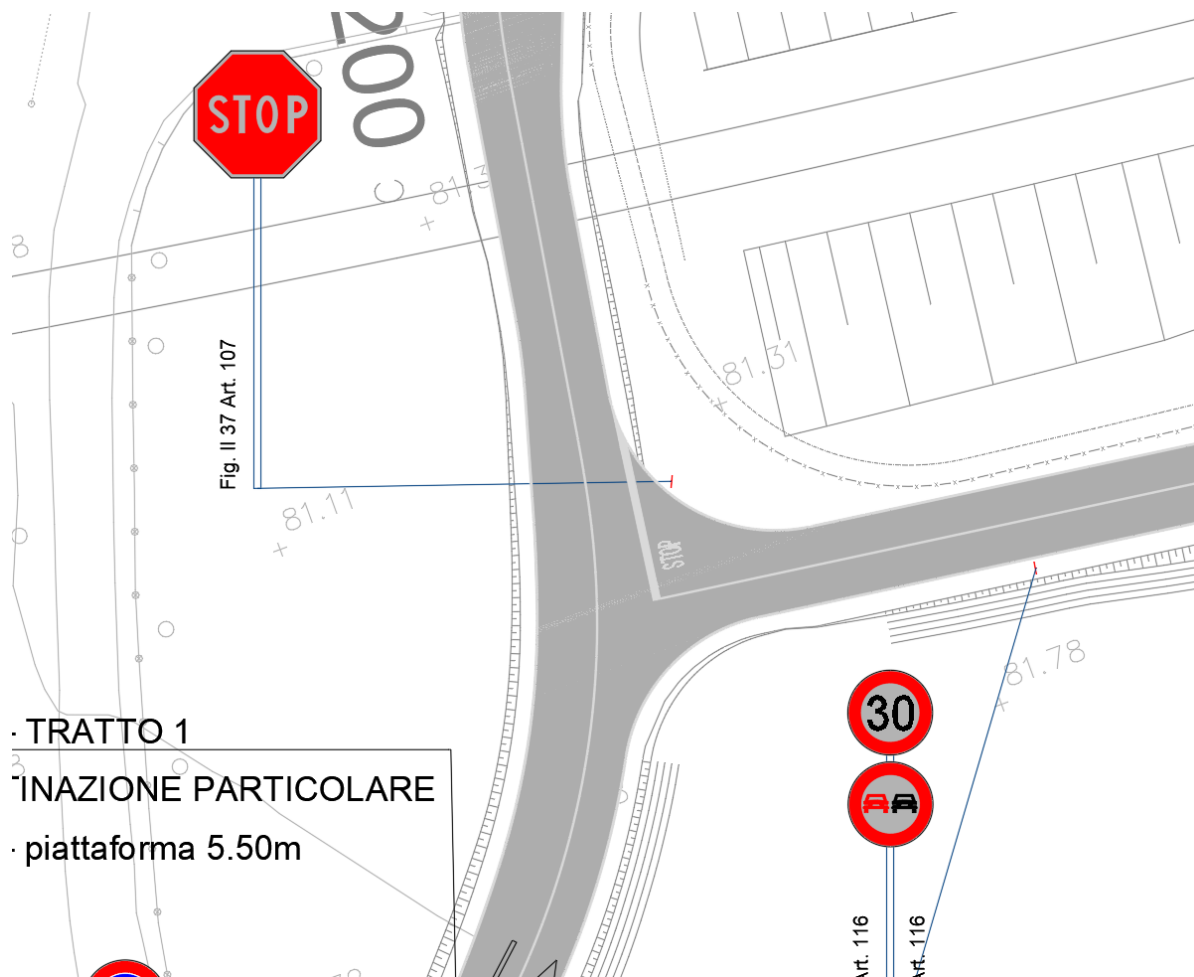 200
STOP
C
81.3
Fig. II 37 Art. 107
81.31
81.11
STOP
81.78
- TRATTO 1
INAZIONE PARTICOLARE
- piattaforma 5.50m
30
Art. 116
Art. 116